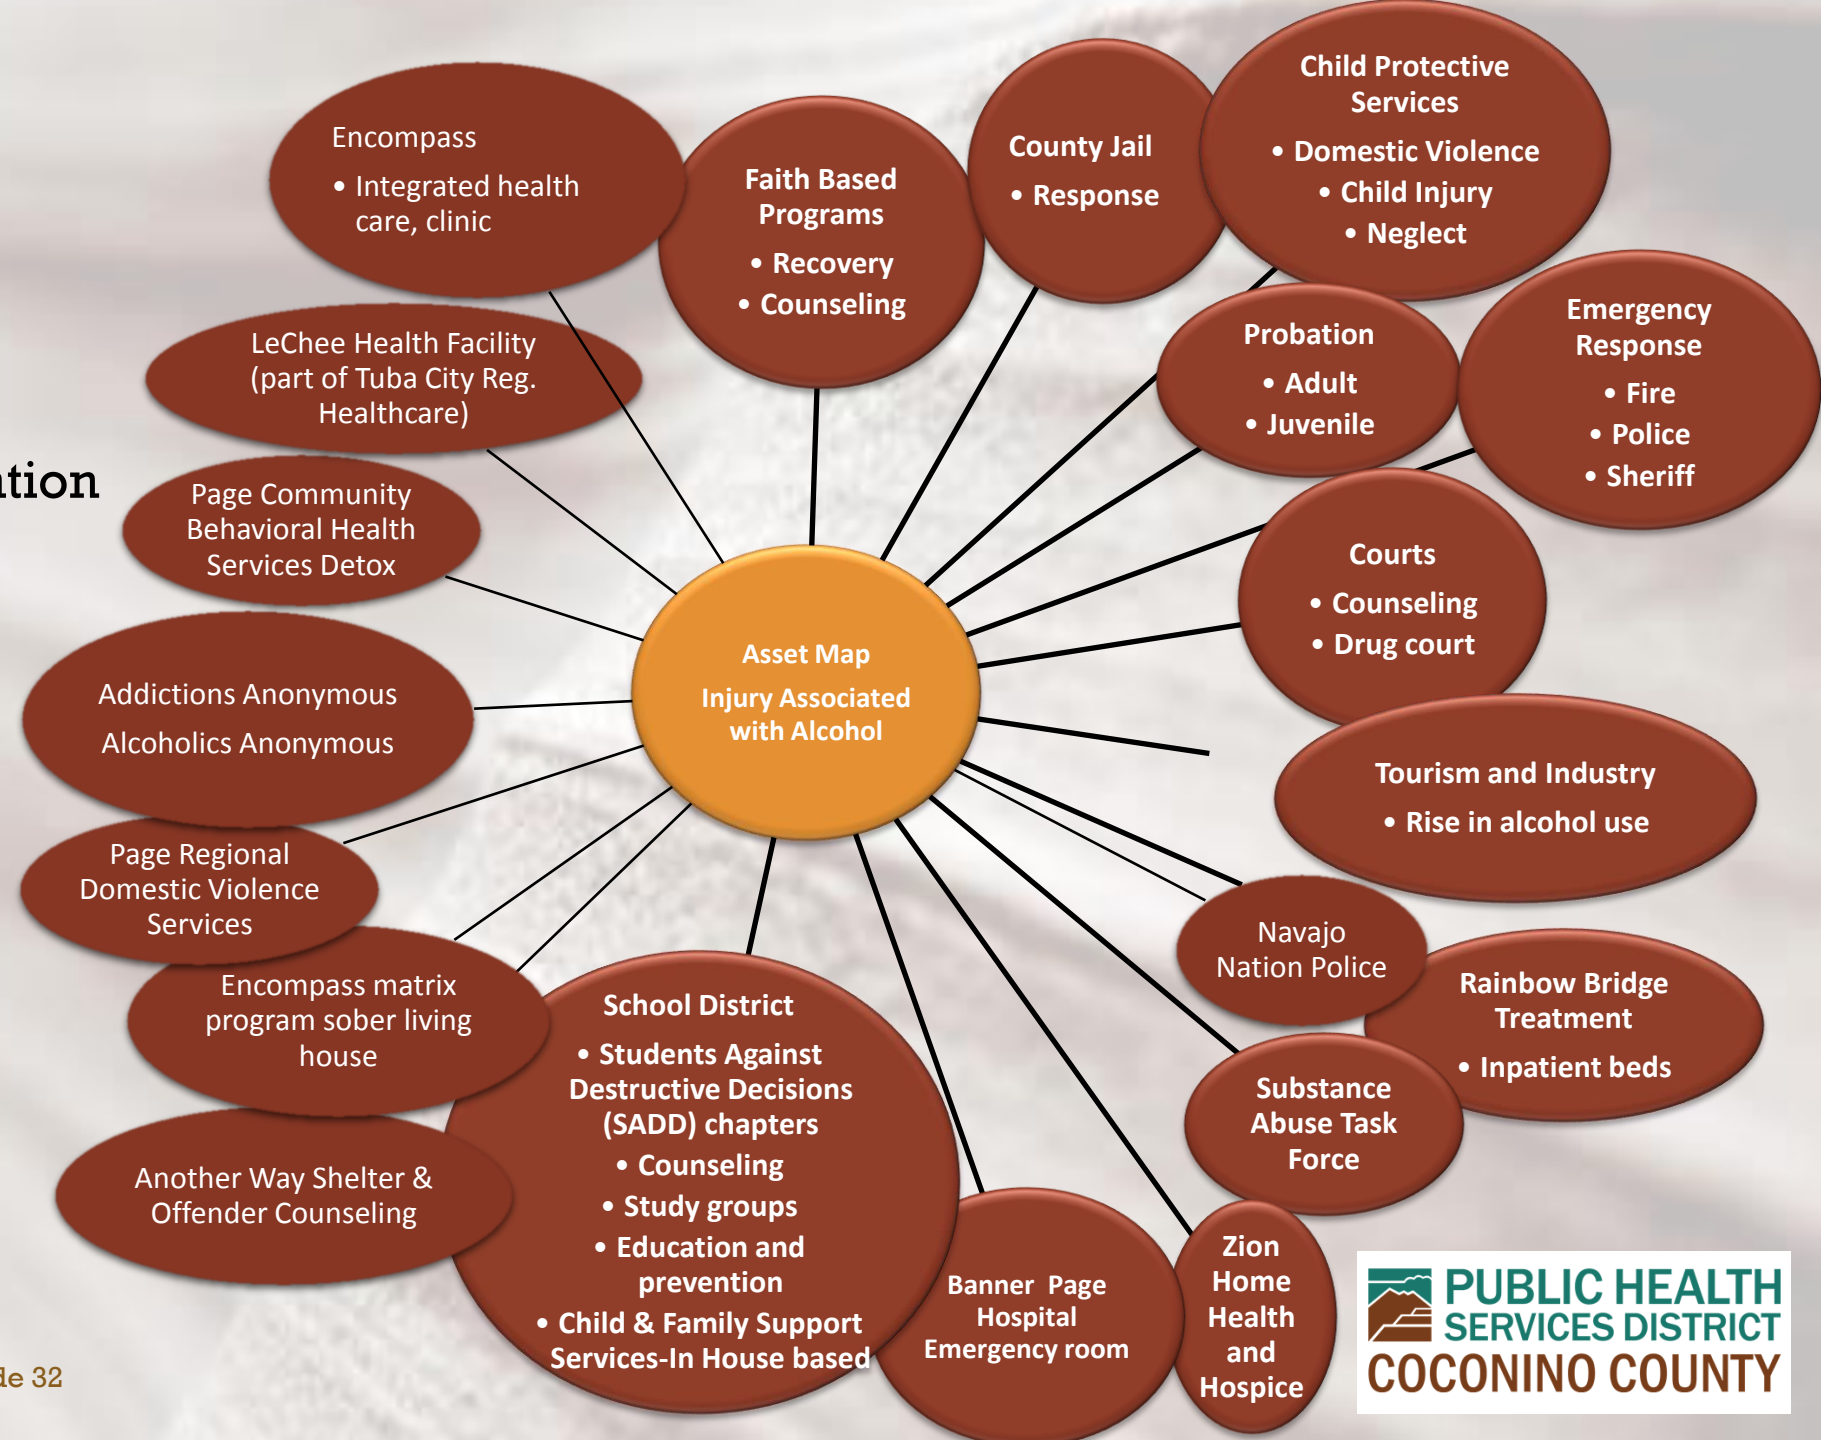 Child Protective
Services
• Domestic Violence
• Child Injury
• Neglect
County Jail
• Response
Encompass
• Integrated health
care, clinic
Faith Based
Programs
• Recovery
• Counseling
Emergency
Response
• Fire
• Police
• Sheriff
Probation
• Adult
• Juvenile
LeChee Health Facility
(part of Tuba City Reg.
Healthcare)
Page Community
Behavioral Health
Services Detox
Courts
• Counseling
• Drug court
Asset Map
Injury Associated
with Alcohol
Addictions Anonymous
Alcoholics Anonymous
Tourism and Industry
• Rise in alcohol use
Page Regional
Domestic Violence
Services
Navajo
Nation Police
Rainbow Bridge
Treatment
• Inpatient beds
Encompass matrix
program sober living
house
School District
• Students Against
Destructive Decisions
(SADD) chapters
• Counseling
• Study groups
• Education and
prevention
• Child & Family Support
Services-In House based
Substance
Abuse Task
Force
Another Way Shelter &
Offender Counseling
Banner Page
Hospital
Emergency room
Zion
Home
Health
and
Hospice
PUBLIC HEALTH
SERVICES DISTRICT
COCONINO COUNTY
32